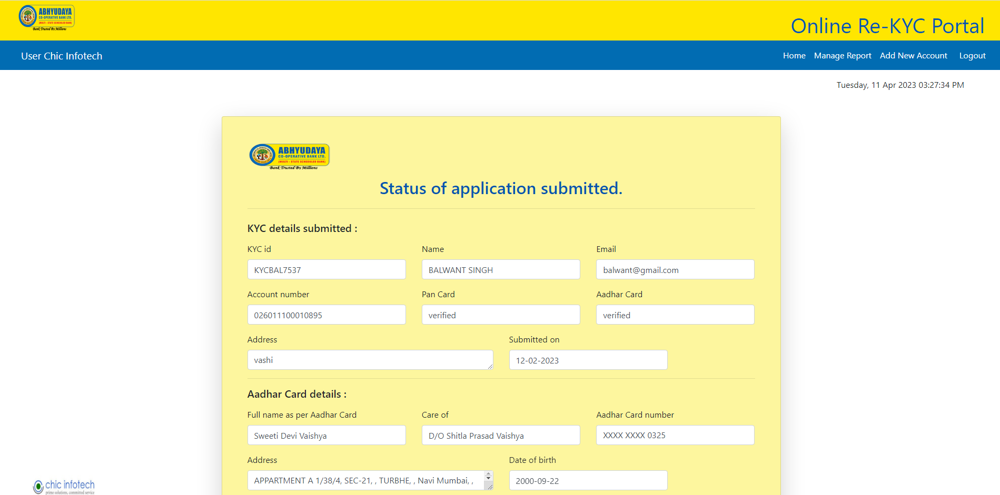 ABHYUDAYA
CO-OPERATIVE BANK LTD.
(MULTI - STATE SCHEDULED BANK)
Bank Trusted By Millions
Online Re-KYC Portal
User Chic Infotech
Home Manage Report Add New Account Logout
Tuesday, 11 Apr 2023 03:27:34 PM
ABHYUDAYA
CO-OPERATIVE BANK LTD.
(MULTI - STATE SCHEDULED BANK)
Bank Trusted By Millions
Status of application submitted.
KYC details submitted :
KYC id Name Email
KYCBAL7537 BALWANT SINGH balwant@gmail.com
Account number Pan Card Aadhar Card
026011100010895 verified verified
Address Submitted on
vashi 12-02-2023
Aadhar Card details :
Full name as per Aadhar Card Care of Aadhar Card number
Sweeti Devi Vaishya D/O Shitla Prasad Vaishya XXXX XXXX 0325
Address Date of birth
APPARTMENT A 1/38/4, SEC-21, , TURBHE, , Navi Mumbai, , 2000-09-22
chic infotech
prime solutions, committed service